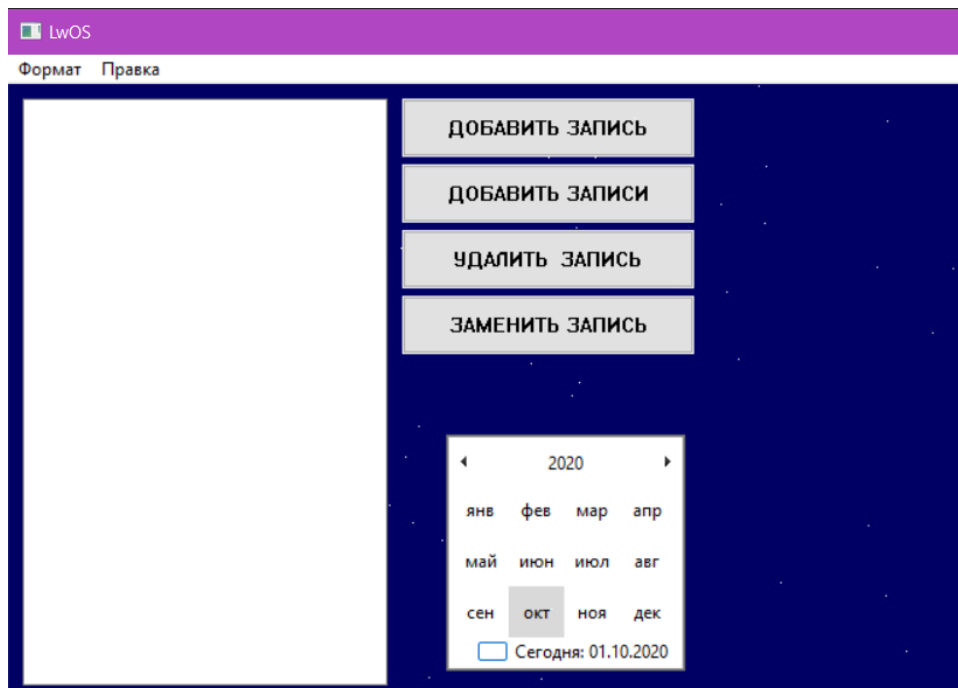 LwOS
Формат Правка
ДОБАВИТЬ ЗАПИСЬ
ДОБАВИТЬ ЗАПИСИ
УДАЛИТЬ ЗАПИСЬ
ЗАМЕНИТЬ ЗАПИСЬ
2020
янв фев мар апр
май июн июл авг
сен окт ноя дек
Сегодня: 01.10.2020